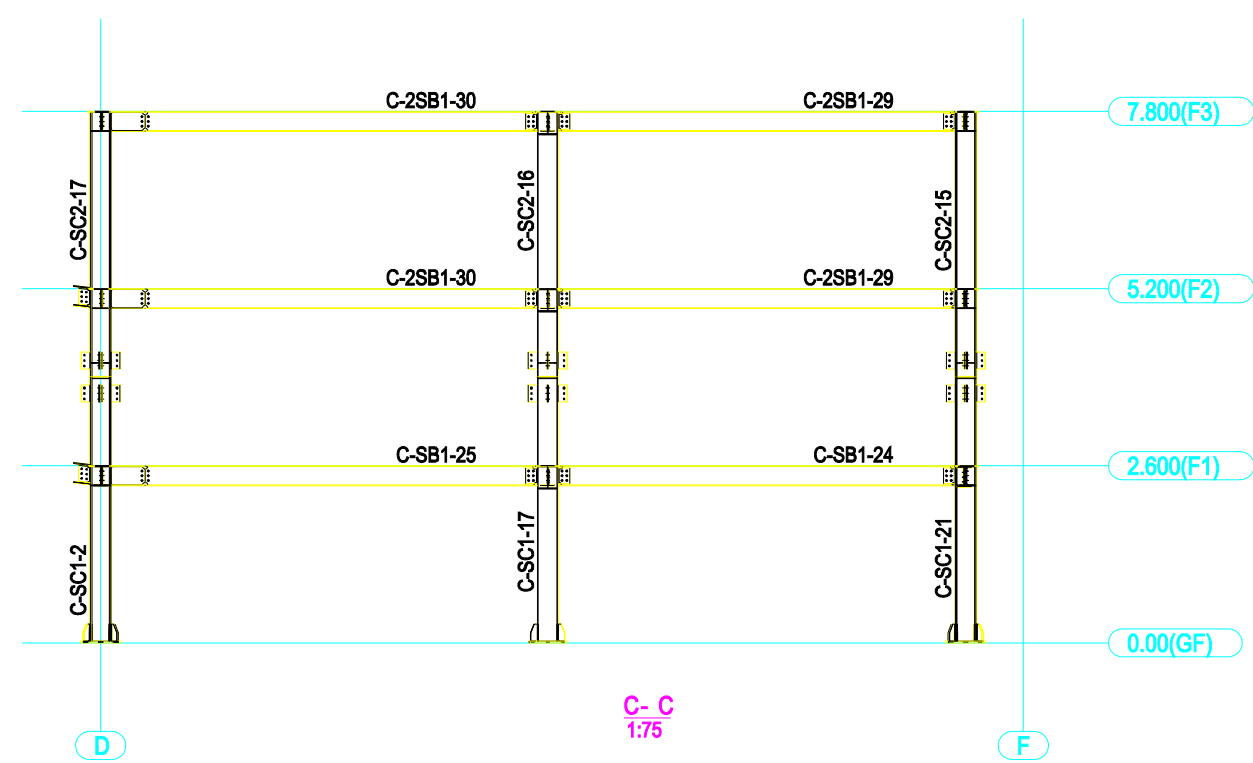 C-2SB1-30
C-2SB1-29
7.800(F3)
C-SC2-17
C-SC2-16
C-SC2-15
C-2SB1-30
C-2SB1-29
5.200(F2)
C-SB1-25
C-SB1-24
2.600(F1)
C-SC1-2
C-SC1-17
C-SC1-21
0.00(GF)
C- C
1:75
D
F